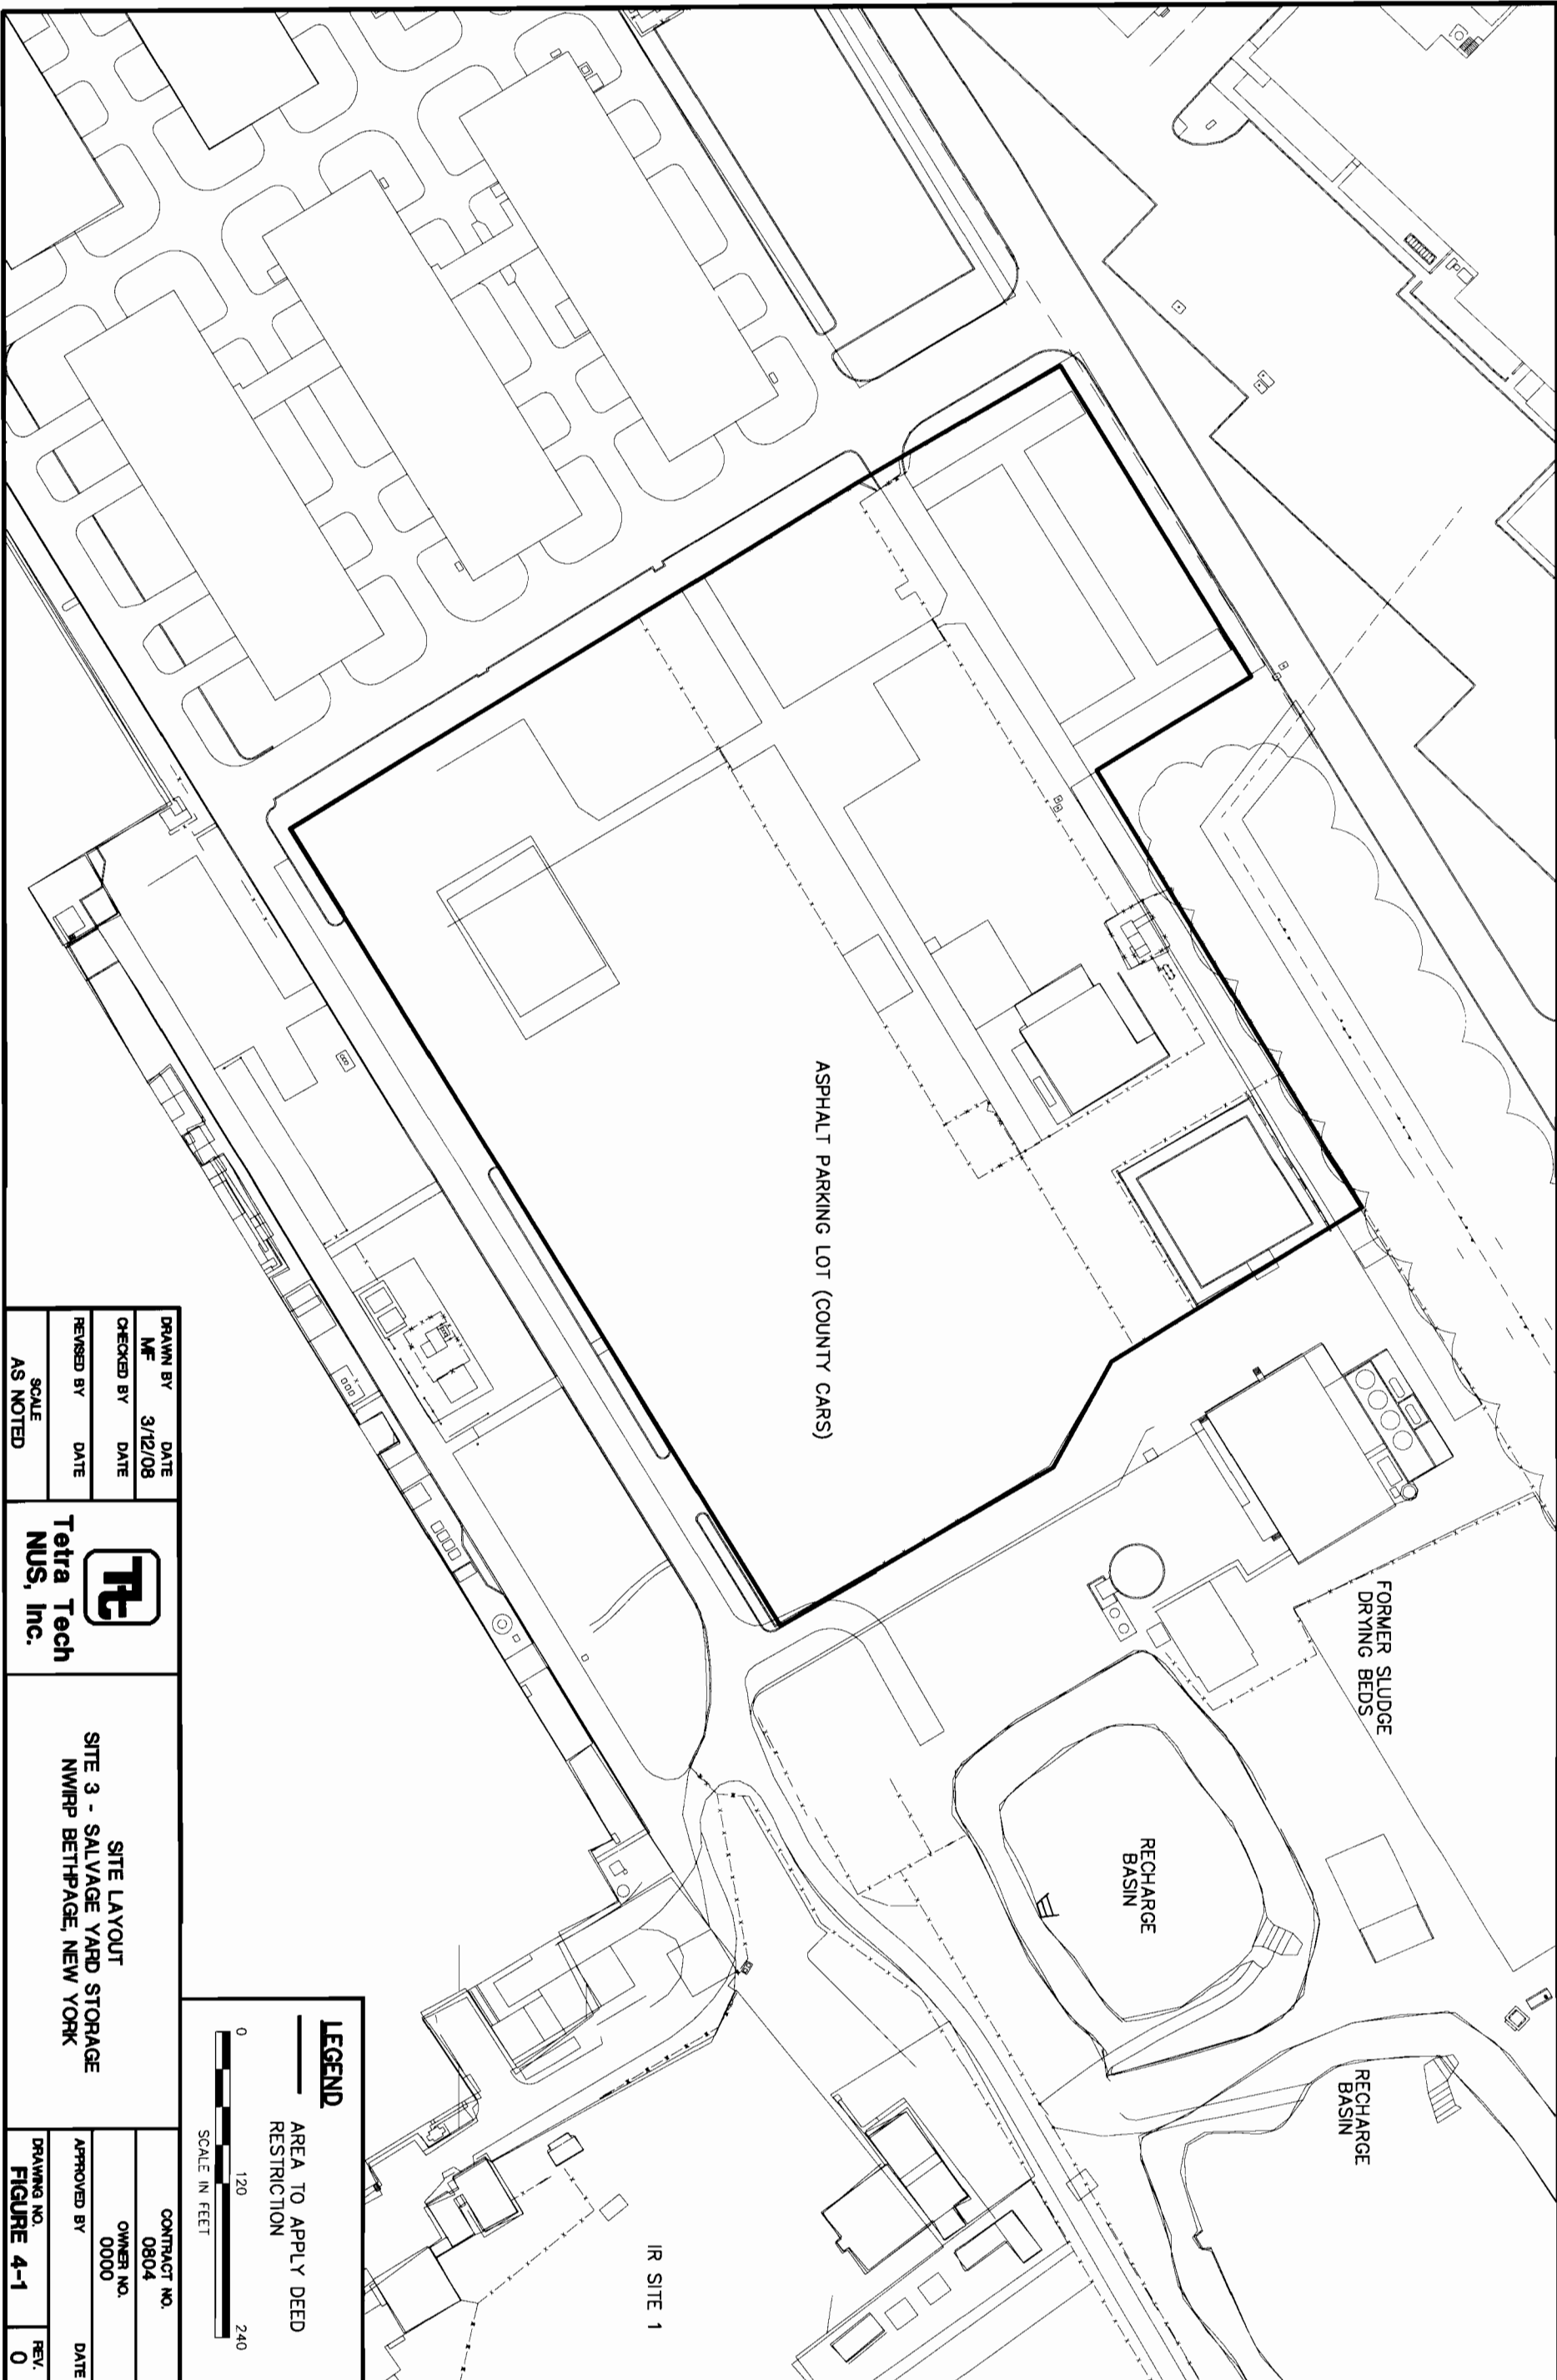 ASPHALT PARKING LOT (COUNTY CARS)
FORMER SLUDGE
DRYING BEDS
RECHARGE
BASIN
RECHARGE
BASIN
IR SITE 1
LEGEND
AREA TO APPLY DEED
RESTRICTION
0 120 240
SCALE IN FEET
DRAWN BY DATE
MF 3/12/08
CHECKED BY DATE
REVISED BY DATE
SCALE
AS NOTED
Tt
Tetra Tech
NUS, Inc.
SITE LAYOUT
SITE 3 - SALVAGE YARD STORAGE
NWIRP BETHPAGE, NEW YORK
CONTRACT NO.
0804
OWNER NO.
0000
APPROVED BY DATE
DRAWING NO.
FIGURE 4-1
REV.
0